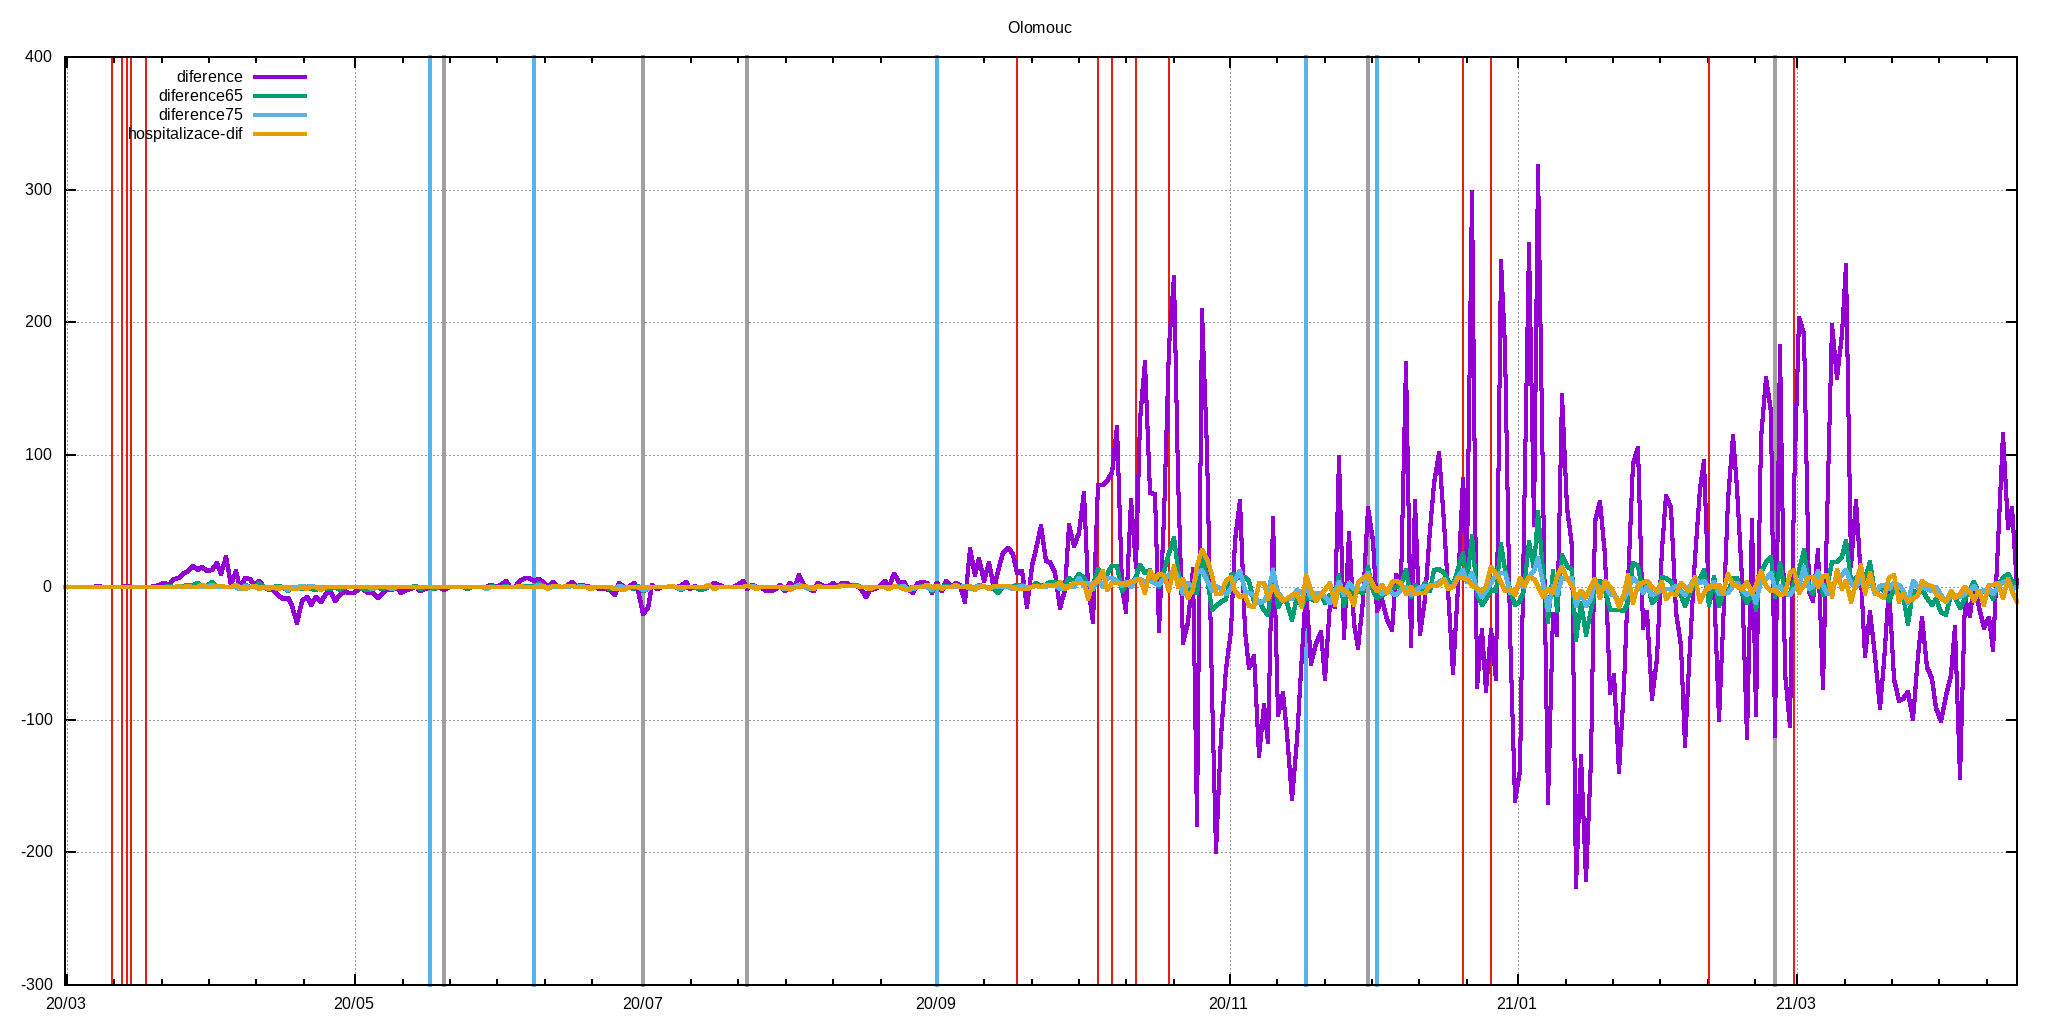 Olomouc
400
300
200
100
0
-100
-200
-300
diference
diference65
diference75
hospitalizace-dif
20/03 20/05 20/07 20/09 20/11 21/01 21/03